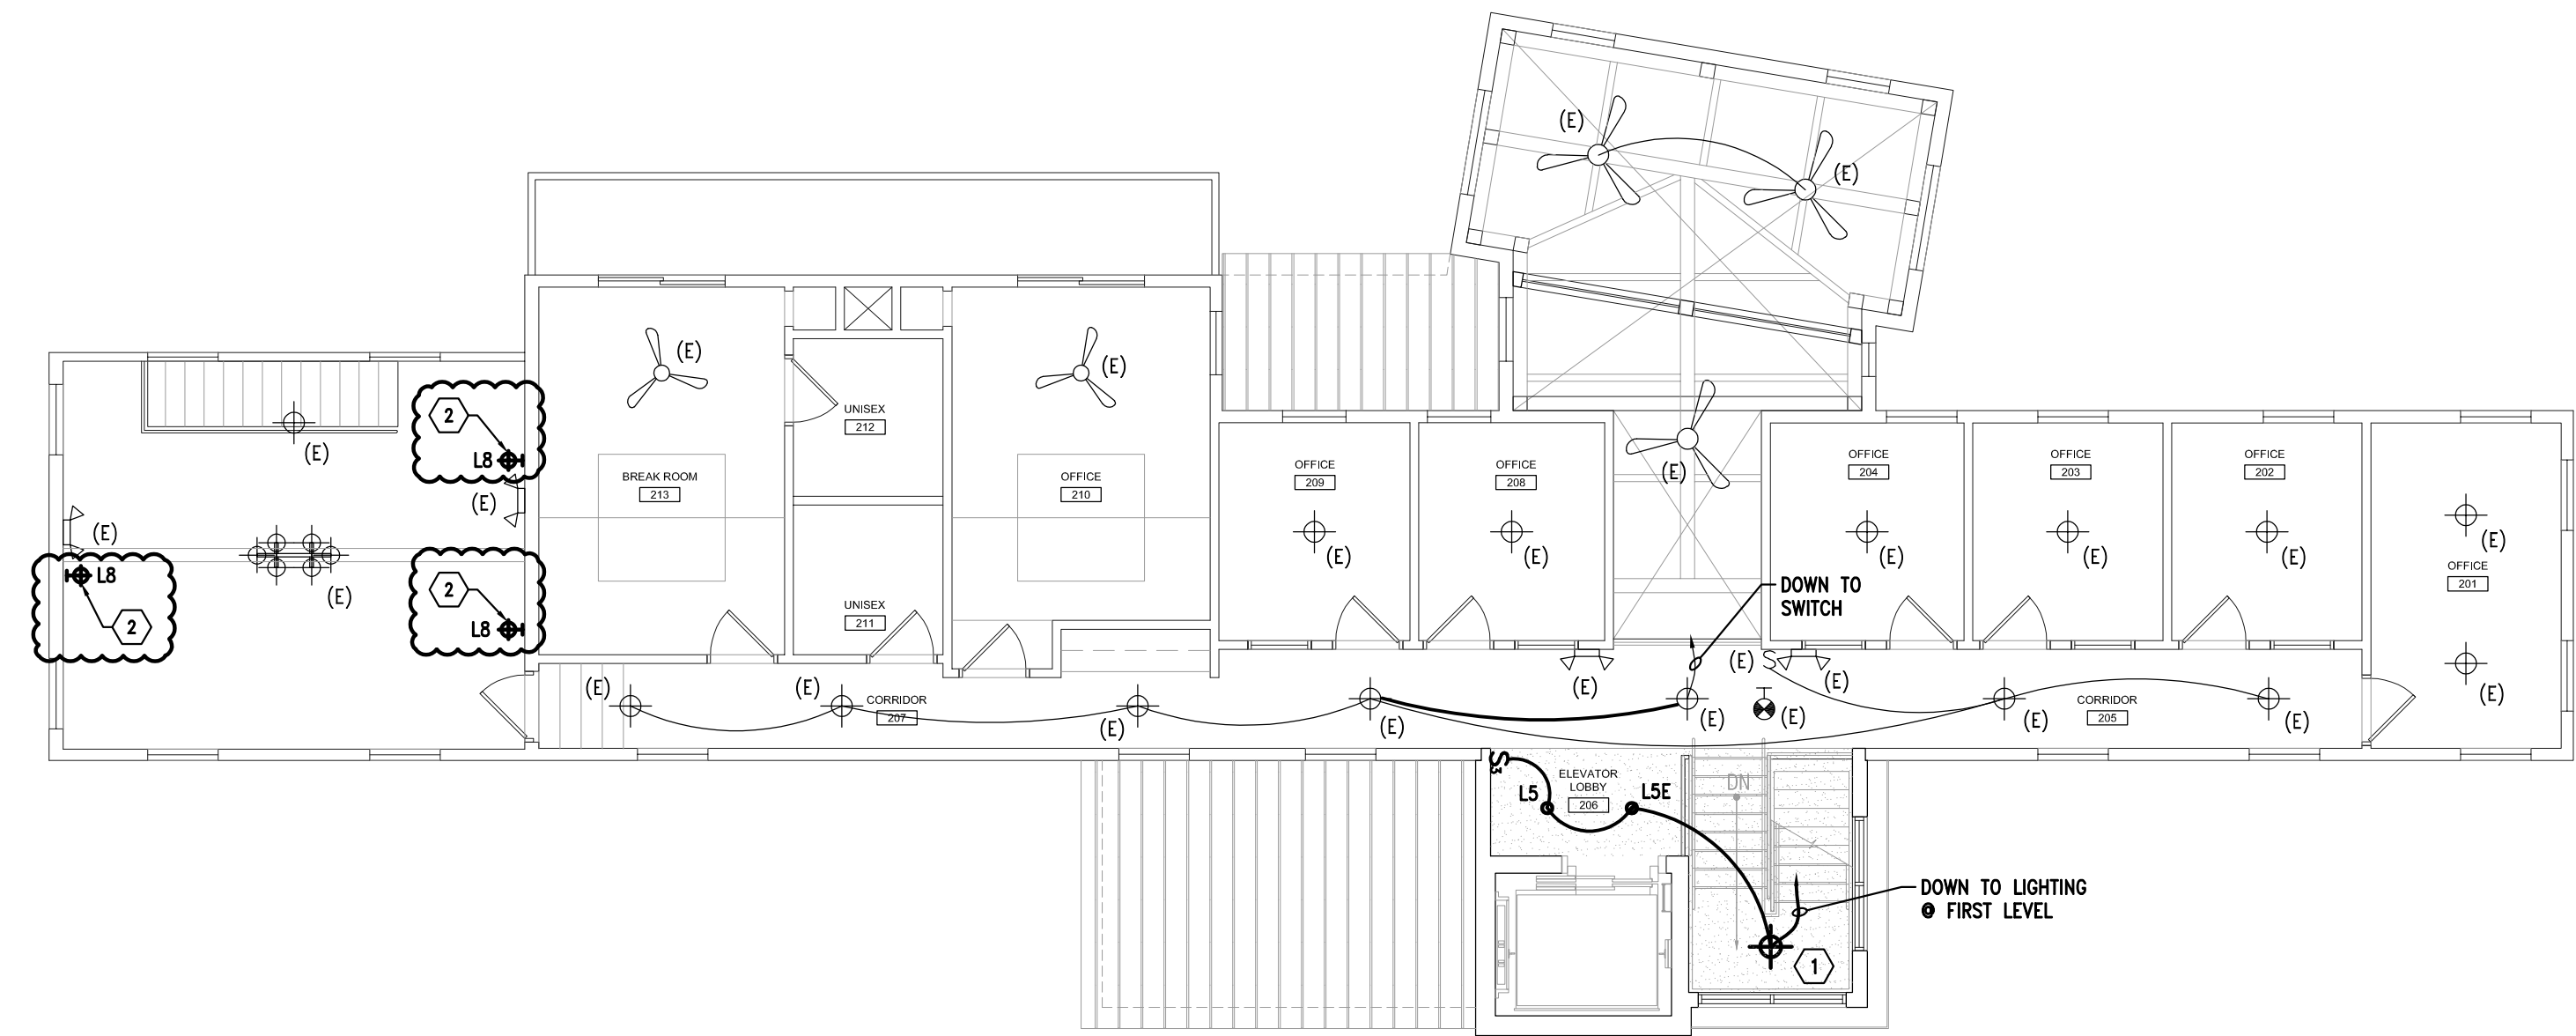 (E)
(E)
(E)
(E)
2
L8
(E)
(E)
(E)
(E)
L8
2
2
L8
(E)
BREAK ROOM
213
UNISEX
212
UNISEX
211
OFFICE
210
OFFICE
209
(E)
OFFICE
208
(E)
(E)
OFFICE
204
(E)
OFFICE
203
(E)
OFFICE
202
(E)
OFFICE
201
(E)
(E)
DOWN TO
SWITCH
(E)
(E) S
(E)
(E)
(E)
CORRIDOR
207
(E)
(E)
(E)
(E)
(E)
CORRIDOR
205
(E)
S3
ELEVATOR
LOBBY
206
L5
L5E
DN
DOWN TO LIGHTING
@ FIRST LEVEL
1